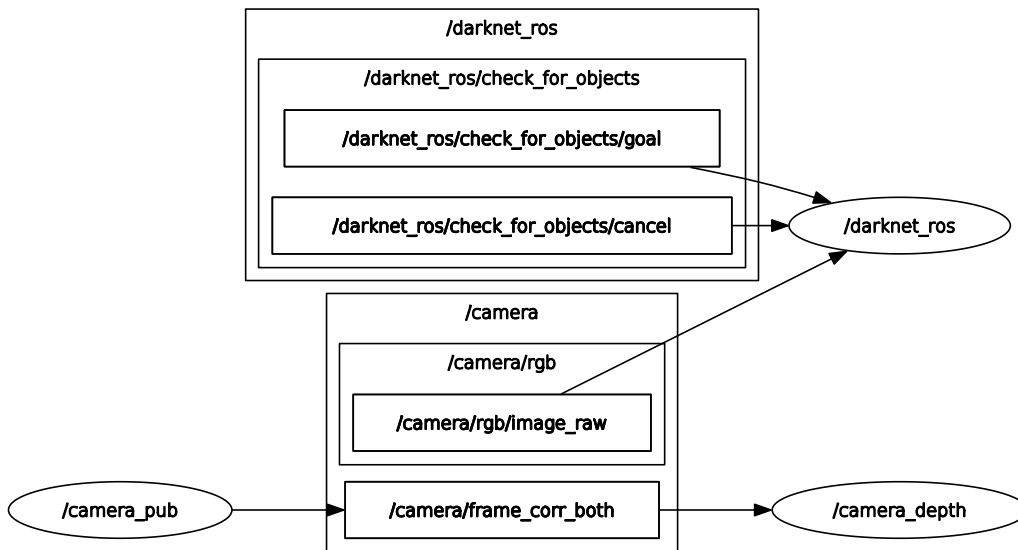 /darknet_ros
/darknet_ros/check_for_objects
/darknet_ros/check_for_objects/goal
/darknet_ros/check_for_objects/cancel
/darknet_ros
/camera
/camera/rgb
/camera/rgb/image_raw
/camera_pub
/camera/frame_corr_both
/camera_depth